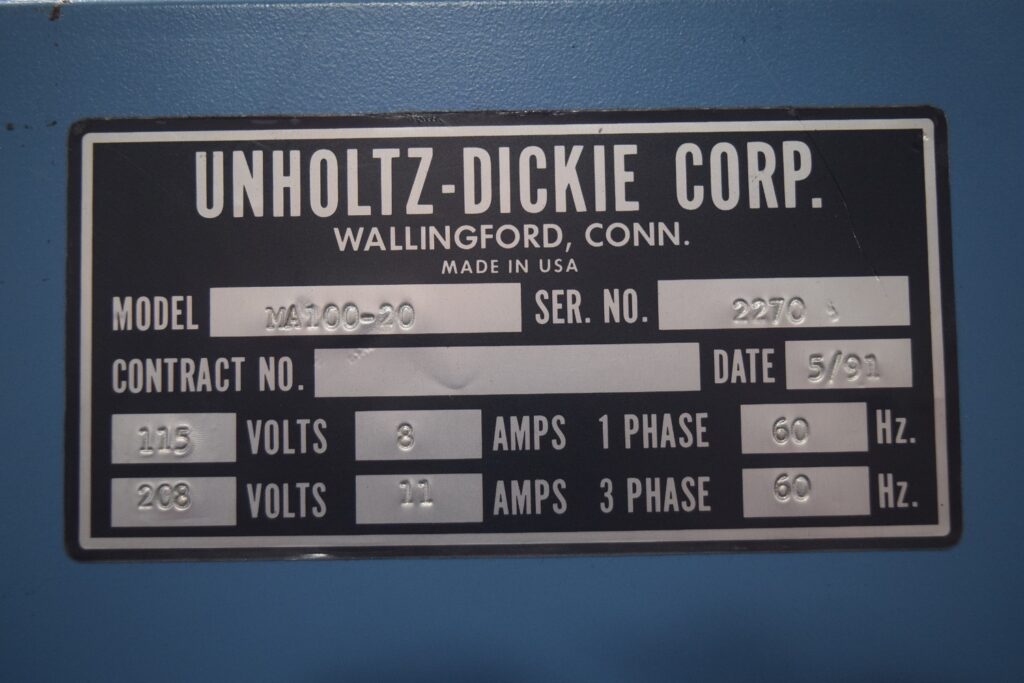 UNHOLTZ-DICKIE CORP.
WALLINGFORD, CONN.
MADE IN USA
MODEL MA100-20 SER. NO. 2270
CONTRACT NO. DATE 5/91
115 VOLTS 8 AMPS 1 PHASE 60 Hz.
208 VOLTS 11 AMPS 3 PHASE 60 Hz.